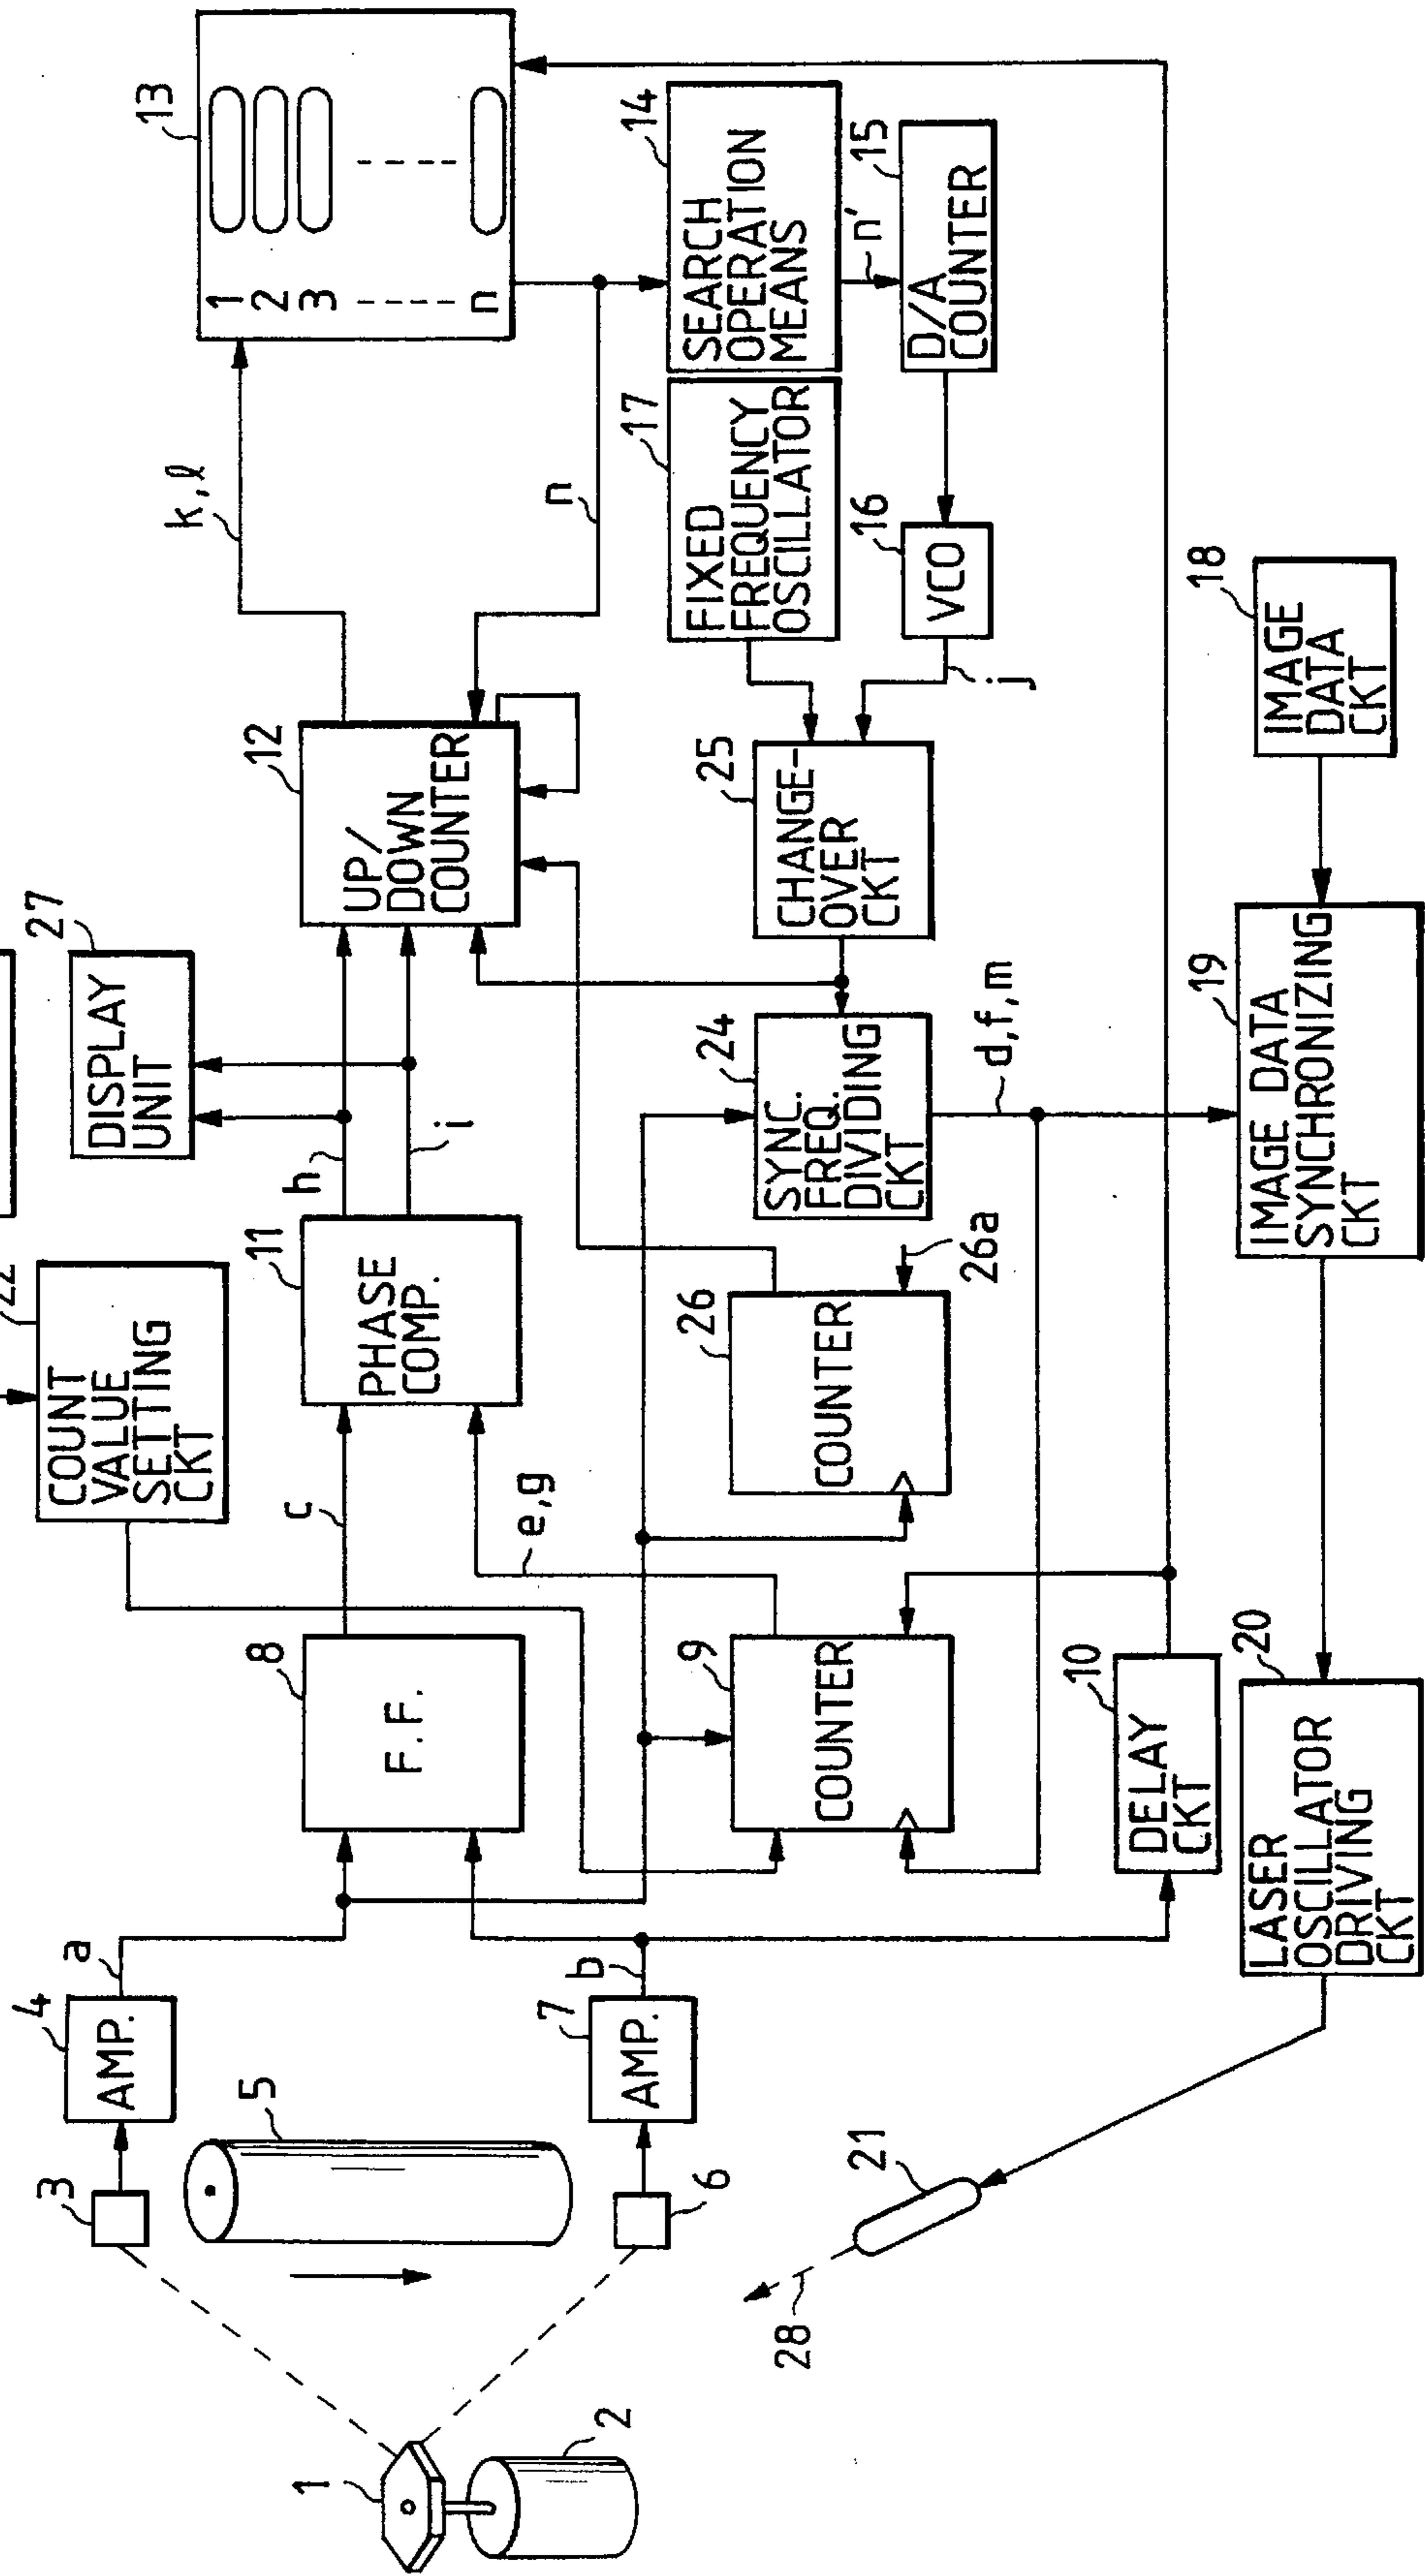 22
COUNT
VALUE
SETTING
CKT
27
DISPLAY
UNIT
13
1
2
3
n
k,ℓ
n
12
UP/
DOWN
COUNTER
h
i
11
PHASE
COMP.
c
e,g
8
F.F.
4
AMP.
a
3
5
1
2
6
7
AMP.
b
14
SEARCH
OPERATION
MEANS
n'
15
D/A
COUNTER
17
FIXED
FREQUENCY
OSCILLATOR
16
VCO
j
25
CHANGE-
OVER
CKT
24
SYNC.
FREQ.
DIVIDING
CKT
d,f,m
26
COUNTER
26a
9
COUNTER
10
DELAY
CKT
18
IMAGE
DATA
CKT
19
IMAGE DATA
SYNCHRONIZING
CKT
20
LASER
OSCILLATOR
DRIVING
CKT
21
28